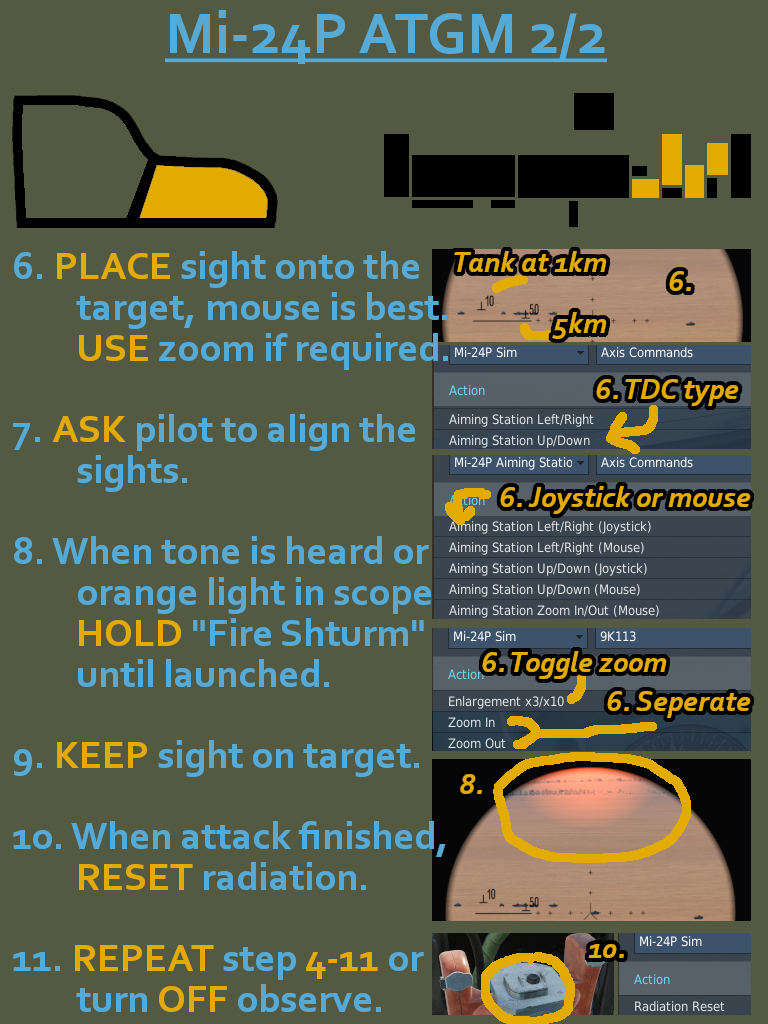 Mi-24P ATGM 2/2
6. PLACE sight onto the
target, mouse is best.
USE zoom if required.
7. ASK pilot to align the
sights.
8. When tone is heard or
orange light in scope
HOLD "Fire Shturm"
until launched.
9. KEEP sight on target.
10. When attack finished,
RESET radiation.
11. REPEAT step 4-11 or
turn OFF observe.
Tank at 1km
6.
10
50
5km
Mi-24P Sim
Axis Commands
Action
6. TDC type
Aiming Station Left/Right
Aiming Station Up/Down
Mi-24P Aiming Statio
Axis Commands
Action
6. Joystick or mouse
Aiming Station Left/Right (Joystick)
Aiming Station Left/Right (Mouse)
Aiming Station Up/Down (Joystick)
Aiming Station Up/Down (Mouse)
Aiming Station Zoom In/Out (Mouse)
Mi-24P Sim
9K113
6. Toggle zoom
Action
Enlargement x3/x10
6. Seperate
Zoom In
Zoom Out
8.
10
50
10.
Mi-24P Sim
Action
Radiation Reset